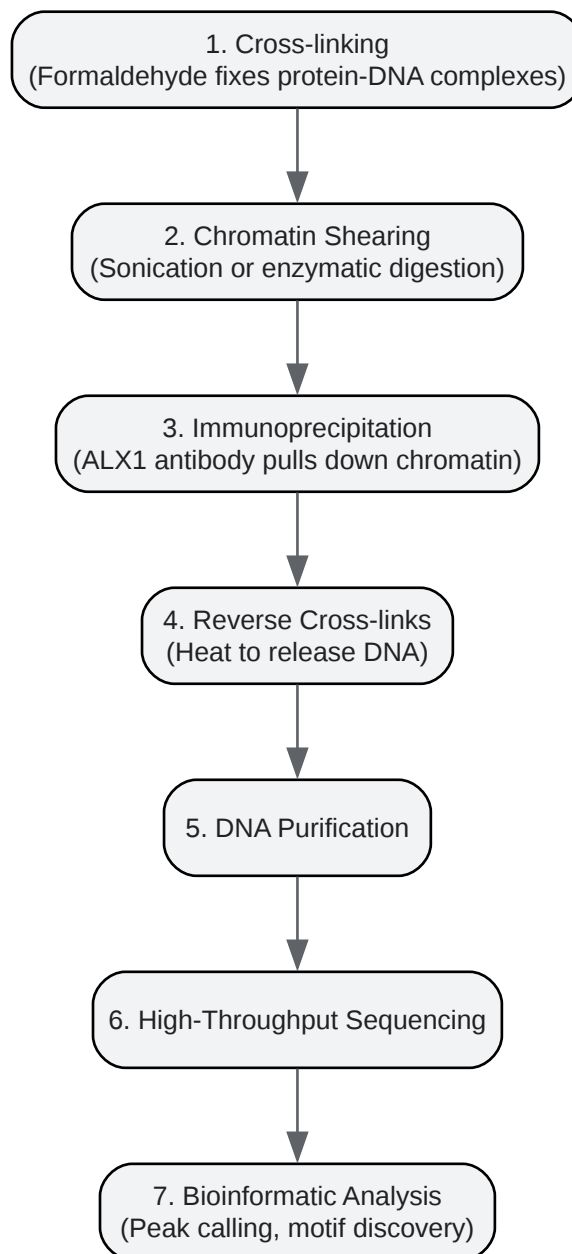 1. Cross-linking
(Formaldehyde fixes protein-DNA complexes)
2. Chromatin Shearing
(Sonication or enzymatic digestion)
3. Immunoprecipitation
(ALX1 antibody pulls down chromatin)
4. Reverse Cross-links
(Heat to release DNA)
5. DNA Purification
6. High-Throughput Sequencing
7. Bioinformatic Analysis
(Peak calling, motif discovery)